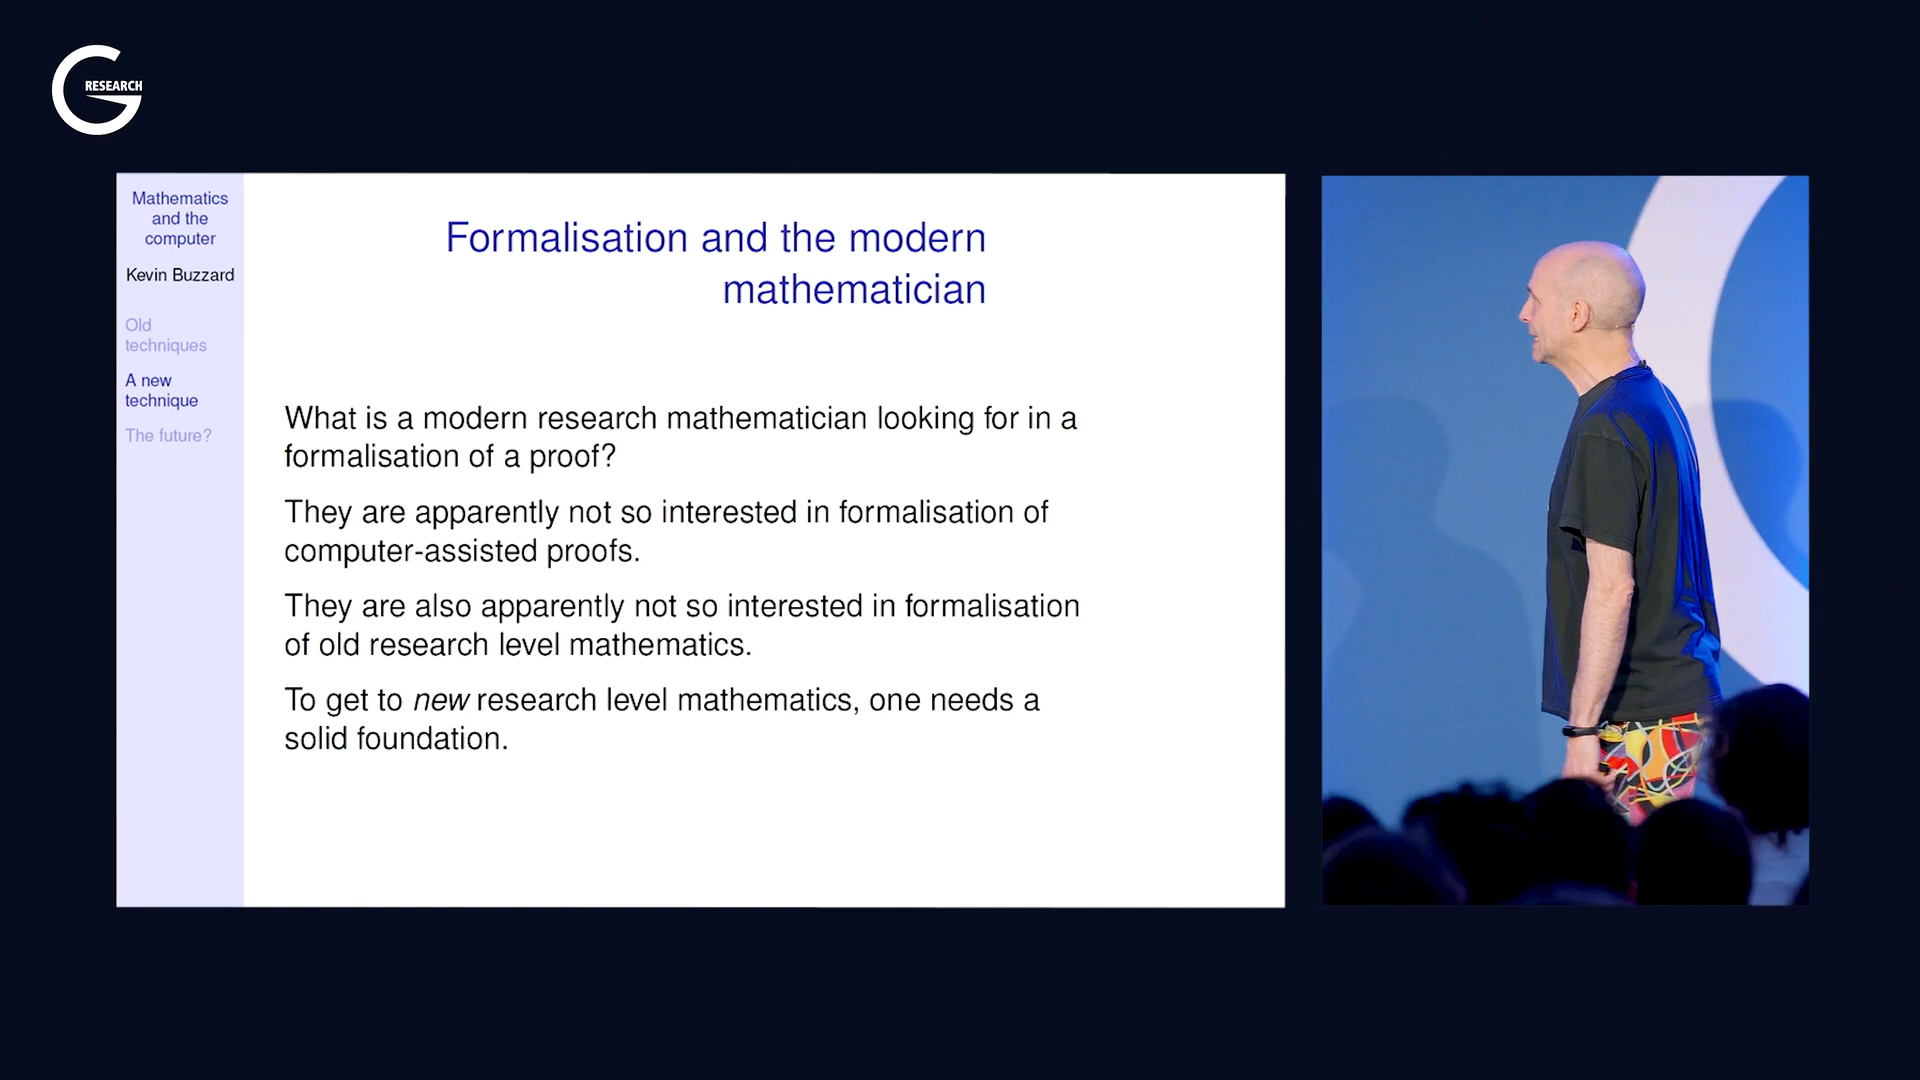 RESEARCH
Mathematics
and the
computer
Kevin Buzzard
Old
techniques
A new
technique
The future?
Formalisation and the modern
mathematician
What is a modern research mathematician looking for in a
formalisation of a proof?
They are apparently not so interested in formalisation of
computer-assisted proofs.
They are also apparently not so interested in formalisation
of old research level mathematics.
To get to new research level mathematics, one needs a
solid foundation.